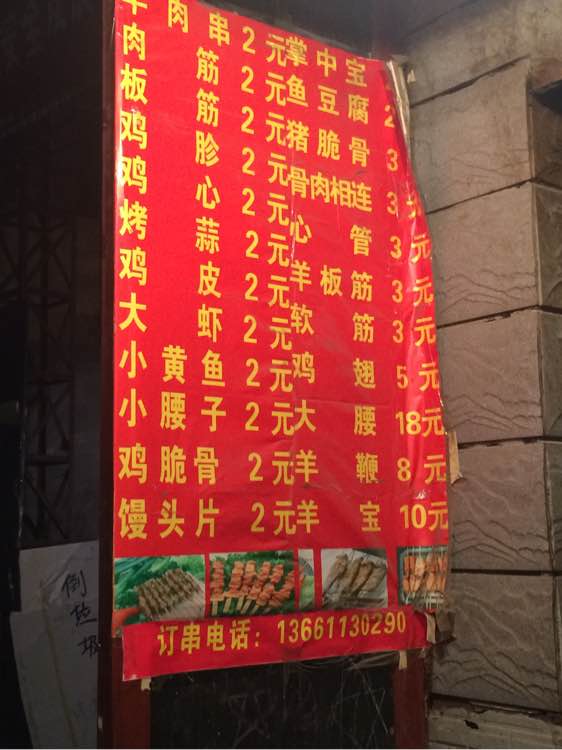 肉串2元
肉筋2元
板筋2元
鸡胗2元
鸡心2元
烤蒜2元
鸡皮2元
大虾2元
小黄鱼2元
小腰子2元
鸡脆骨2元
馒头片2元
掌中宝
鱼豆腐2
猪脆骨3
骨肉相连3
心管3元
羊板筋3元
软筋3元
鸡翅5元
大腰18元
羊鞭8元
羊宝10元
订串电话：13661130290
倒